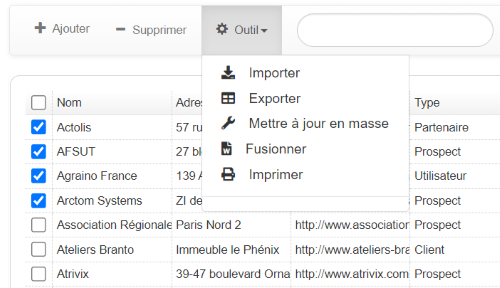 Ajouter Supprimer Outil
Importer
Exporter
Mettre à jour en masse
Fusionner
Imprimer
Nom Adres Type
Actolis 57 ru Partenaire
AFSUT 27 bl Prospect
Agraino France 139 A Utilisateur
Arctom Systems ZI de Prospect
Association Régionale Paris Nord 2 http://www.association Prospect
Ateliers Branto Immeuble le Phénix http://www.ateliers-bra Client
Atrivix 39-47 boulevard Orna http://www.atrivix.com Prospect